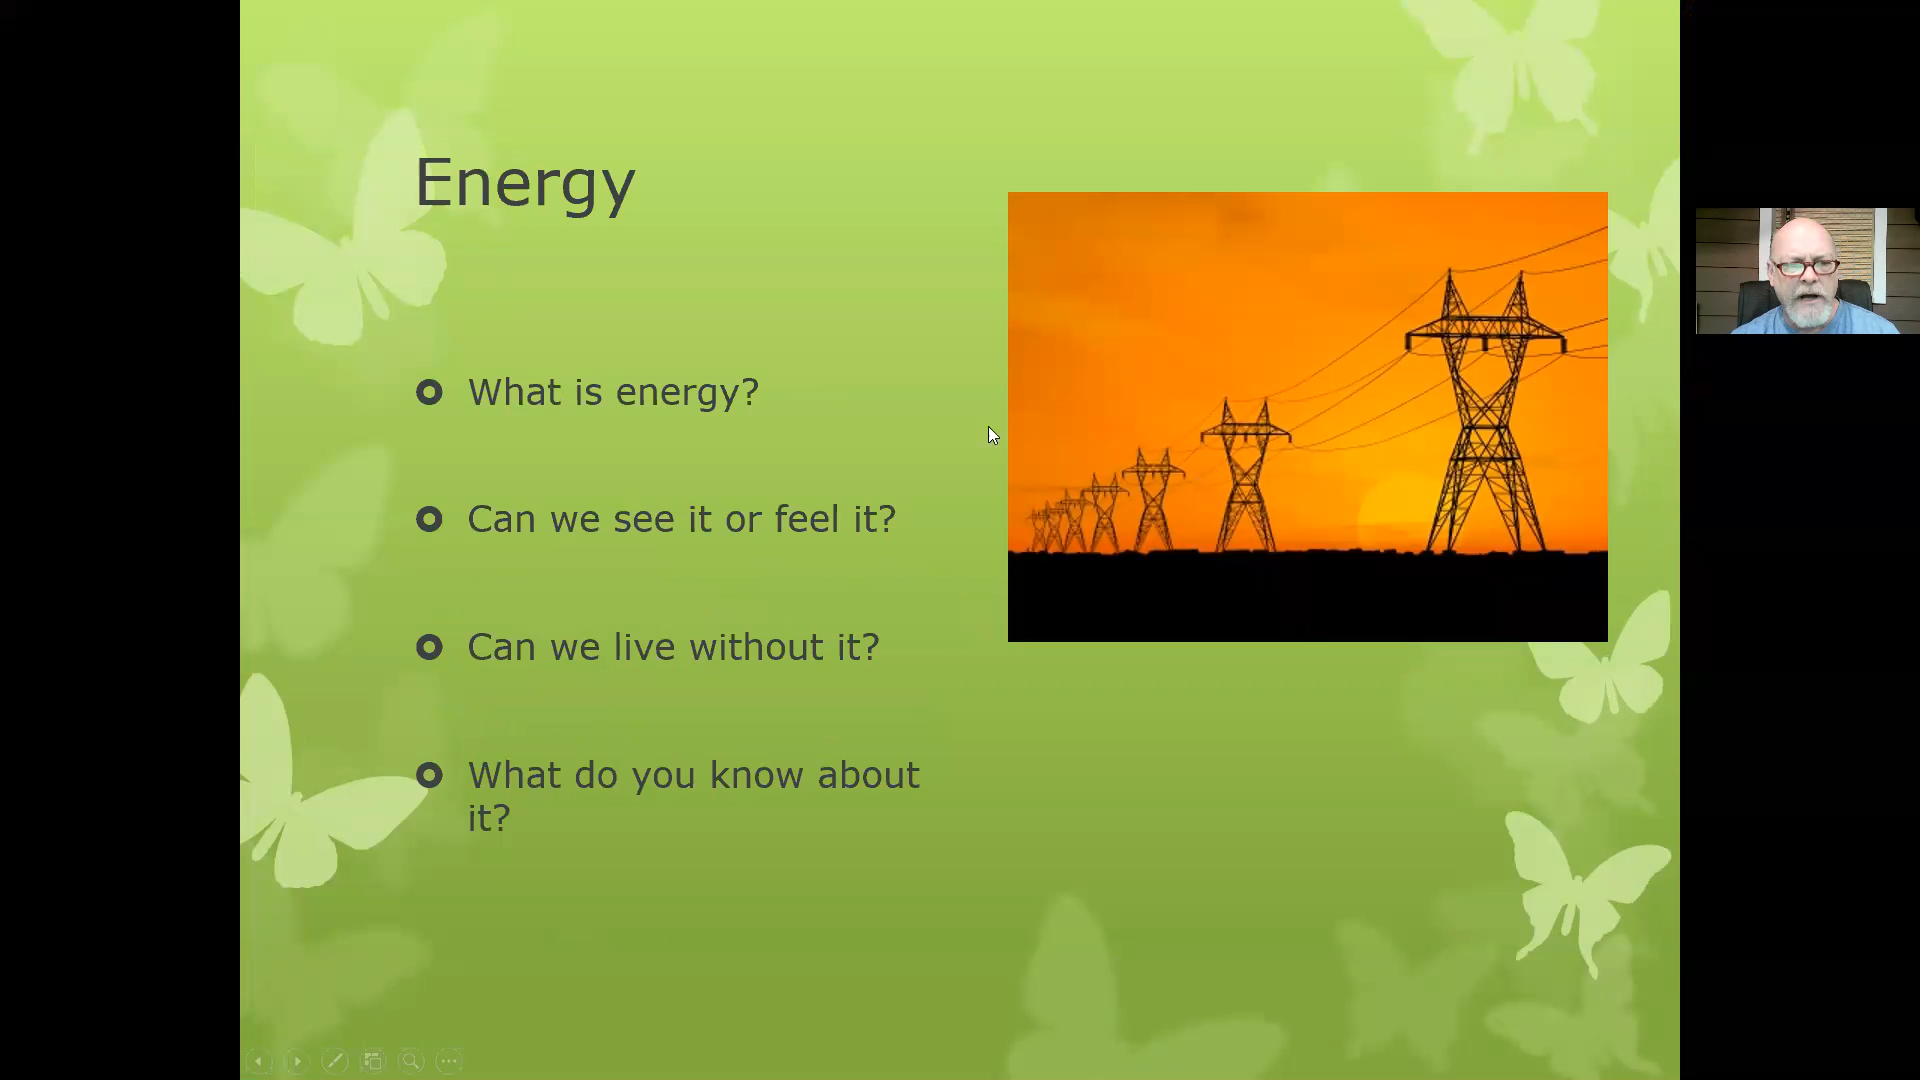 Energy
What is energy?
Can we see it or feel it?
Can we live without it?
What do you know about
it?